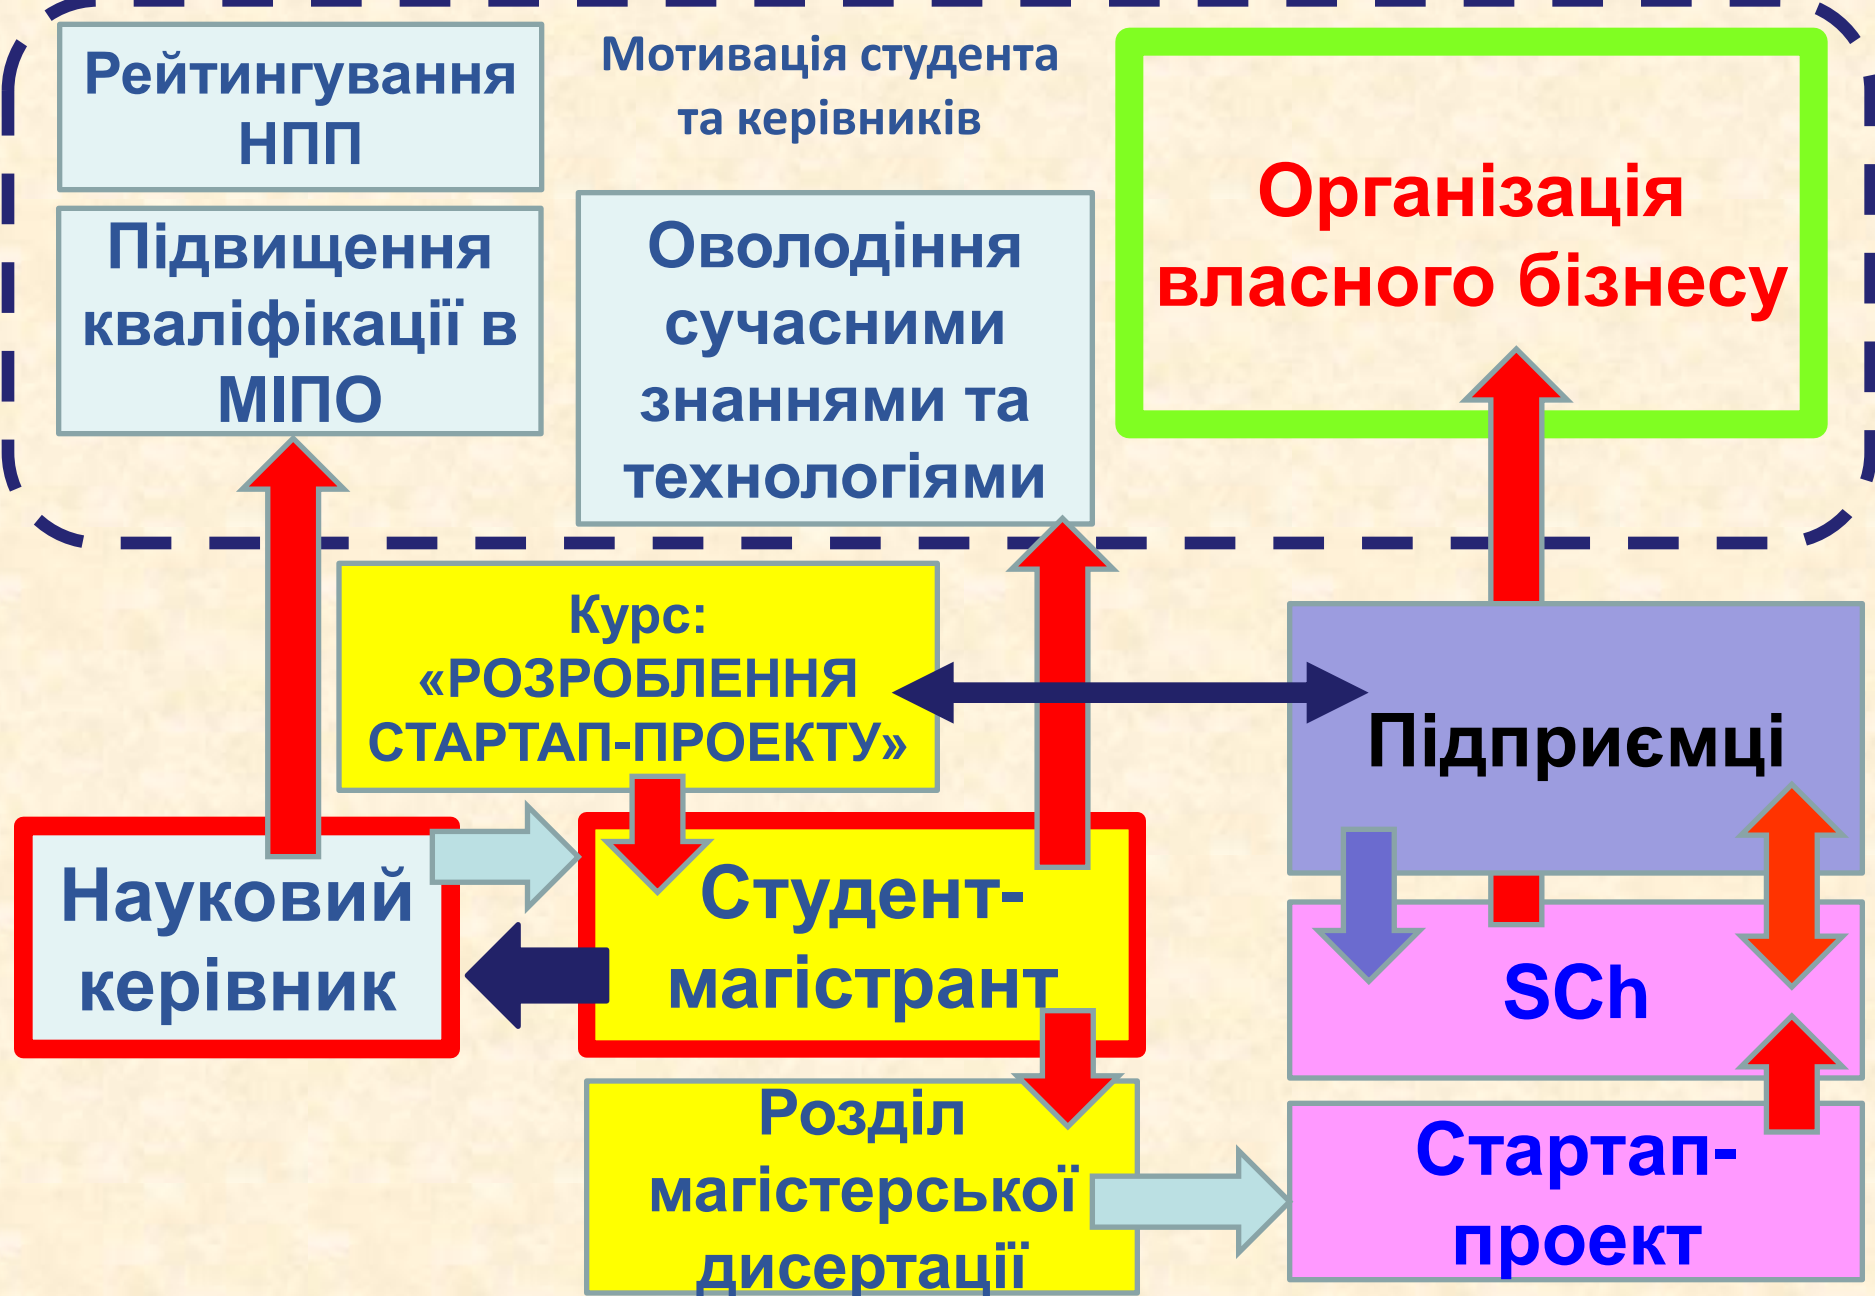 Рейтингування
НПП
Мотивація студента
та керівників
Підвищення
кваліфікації в
МІПО
Оволодіння
сучасними
знаннями та
технологіями
Організація
власного бізнесу
Курс:
«РОЗРОБЛЕННЯ
СТАРТАП-ПРОЕКТУ»
Підприємці
Науковий
керівник
Студент-
магістрант
SCh
Розділ
магістерської
дисертації
Стартап-
проект